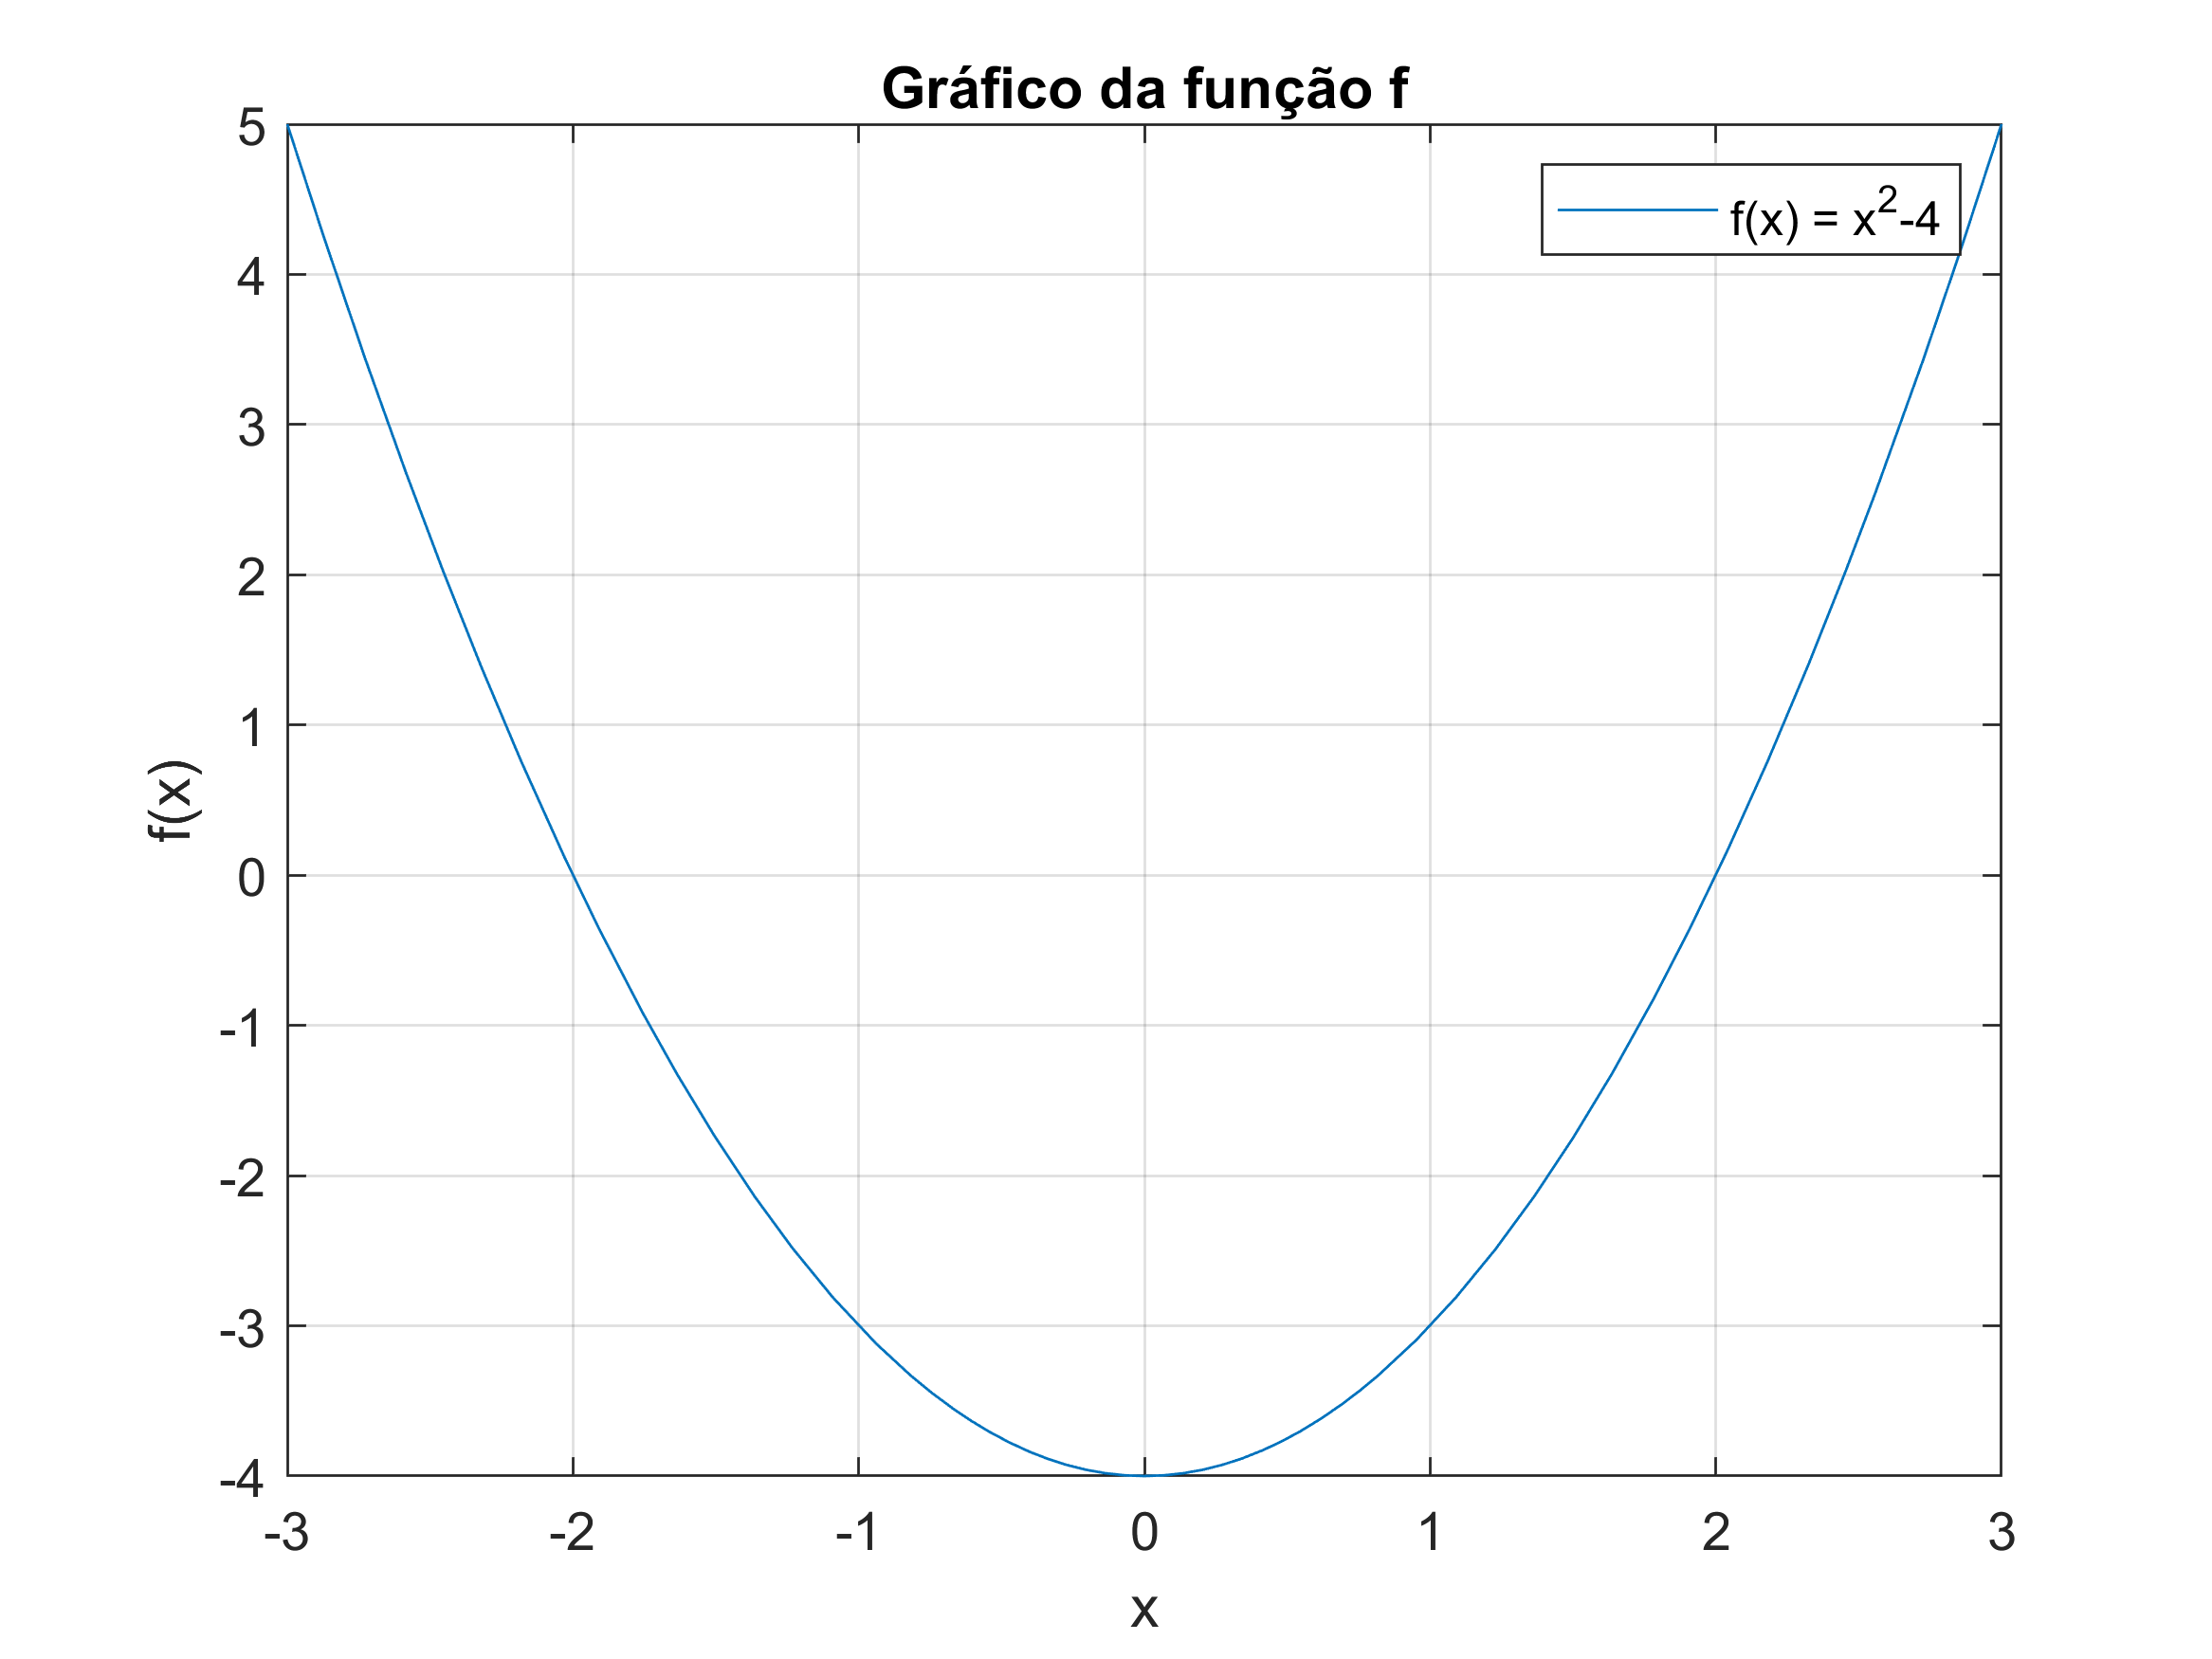 Gráfico da função f
f(x) = x²-4
5
4
3
2
1
0
-1
-2
-3
-4
f(x)
-3 -2 -1 0 1 2 3
x